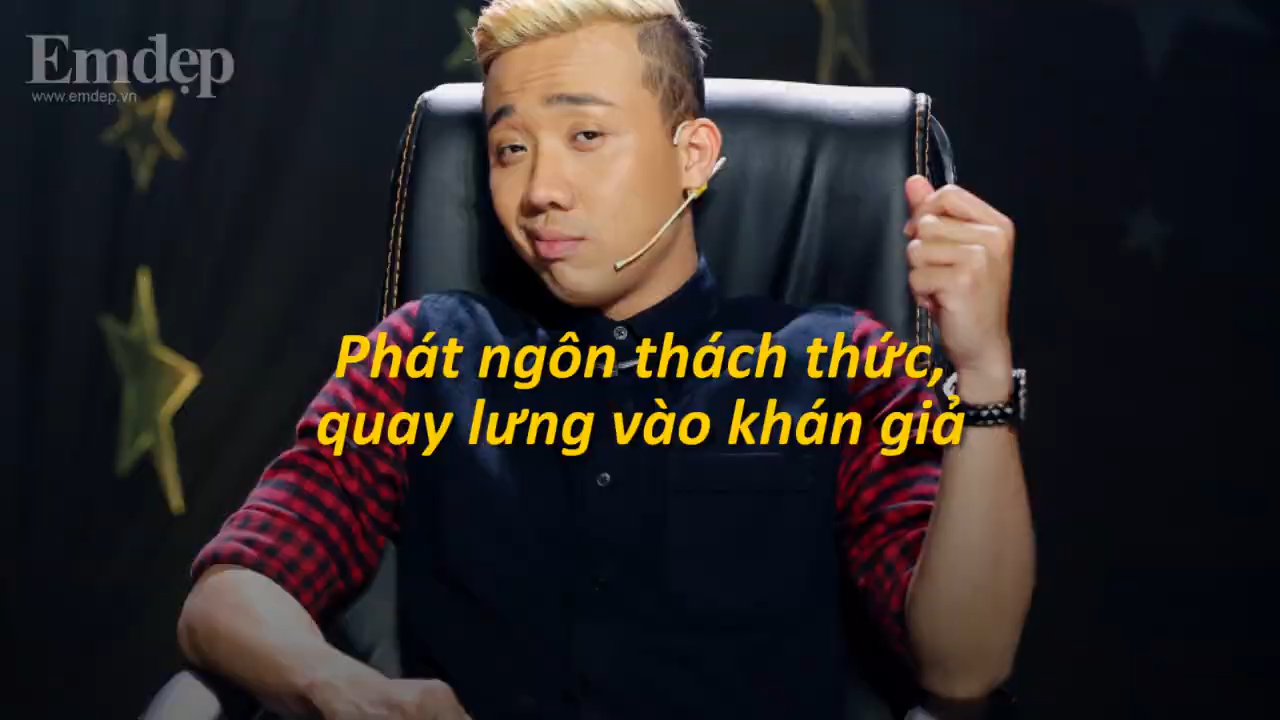 Emdẹp
www.emdep.vn
Phát ngôn thách thức,
quay lưng vào khán giả